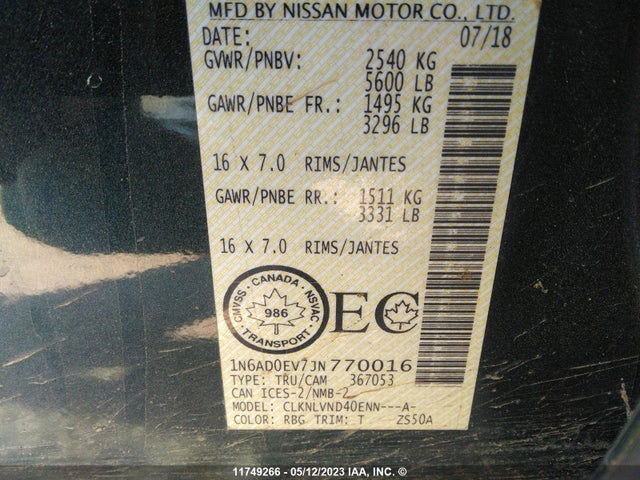 MFD BY NISSAN MOTOR CO., LTD.
DATE: 07/18
GVWR/PNBV: 2540 KG
5600 LB
GAWR/PNBE FR.: 1495 KG
3296 LB
16 X 7.0 RIMS/JANTES
GAWR/PNBE RR.: 1511 KG
3331 LB
16 X 7.0 RIMS/JANTES
CANADA
CMVSS NSVAC
986
TRANSPORT
EC
1N6AD0EV7JN770016
TYPE: TRU/CAM 367053
CAN ICES-2/NMB-2
MODEL: CLKNLVND40ENN---A-
COLOR: RBG TRIM: T ZS50A
11749266 - 05/12/2023 IAA, INC. ©